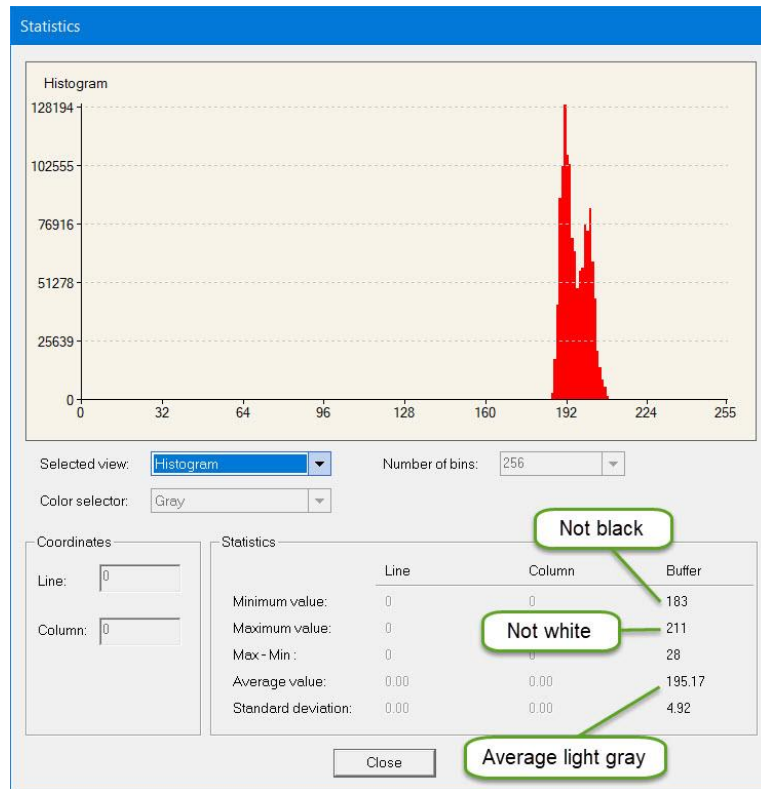 Statistics
Histogram
128194
102555
76916
51278
25639
0
0 32 64 96 128 160 192 224 255
Selected view: Histogram Number of bins: 256
Color selector: Gray
Coordinates
Line: 0
Column: 0
Statistics
Not black
Line Column Buffer
Minimum value: 0 0 183
Maximum value: 0 Not white 211
Max - Min : 0 0 28
Average value: 0.00 0.00 195.17
Standard deviation: 0.00 0.00 4.92
Close
Average light gray